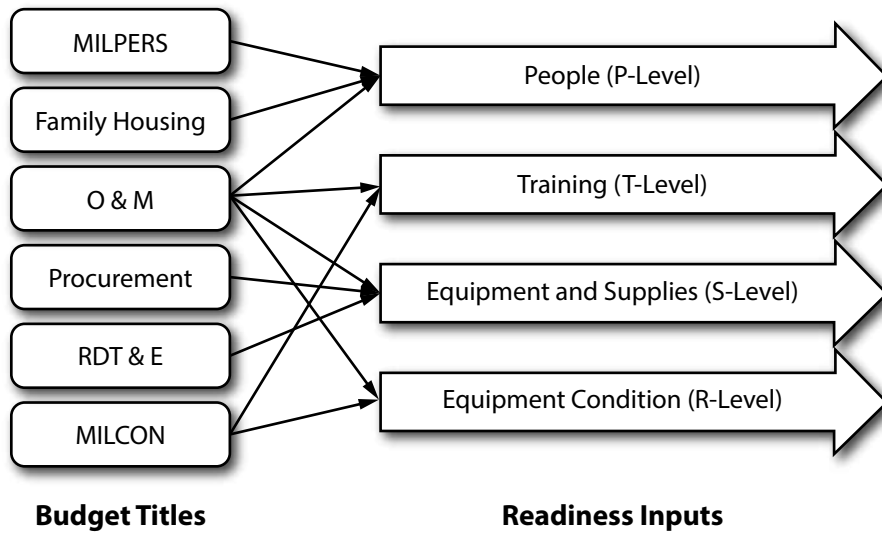 MILPERS
Family Housing
O & M
Procurement
RDT & E
MILCON
Budget Titles
People (P-Level)
Training (T-Level)
Equipment and Supplies (S-Level)
Equipment Condition (R-Level)
Readiness Inputs